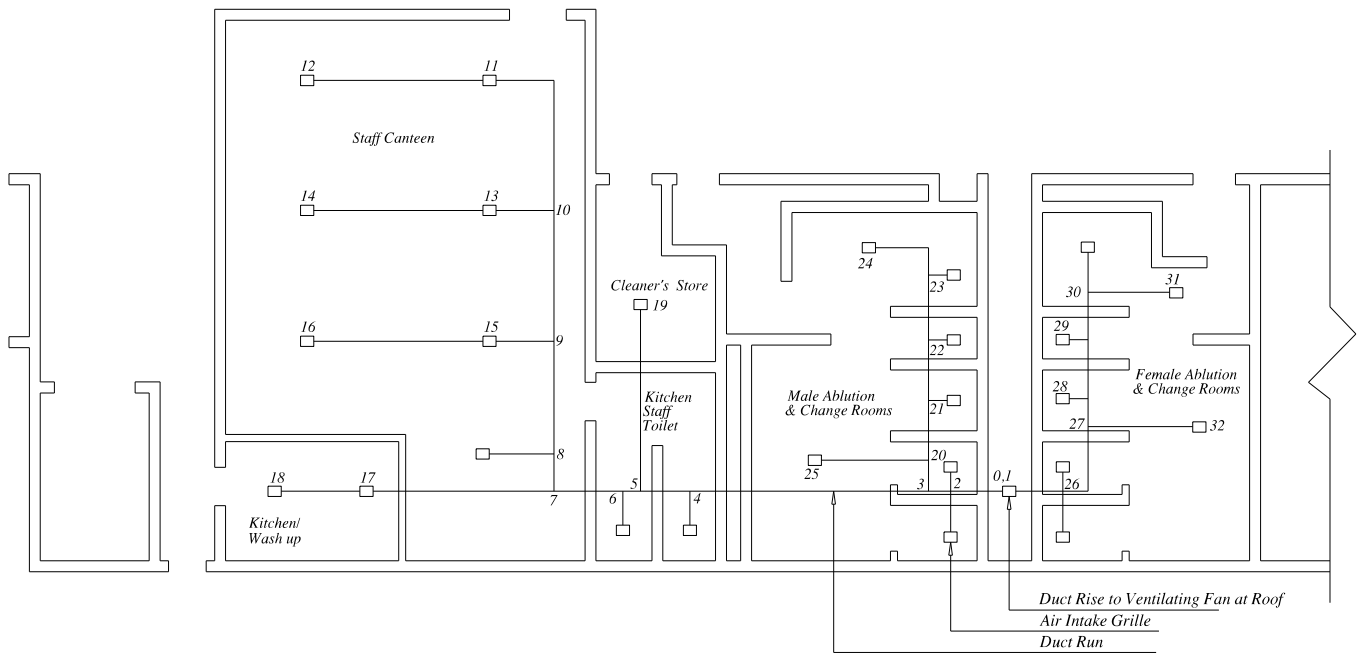 12
11
Staff Canteen
14
13
10
24
23
31
30
Cleaner's Store
19
16
15
9
22
29
Kitchen
Staff
Toilet
Male Ablution
& Change Rooms
21
28
Female Ablution
& Change Rooms
27
32
8
20
25
18
17
5
6
7
4
3
2
0,1
26
Kitchen/
Wash up
Duct Rise to Ventilating Fan at Roof
Air Intake Grille
Duct Run